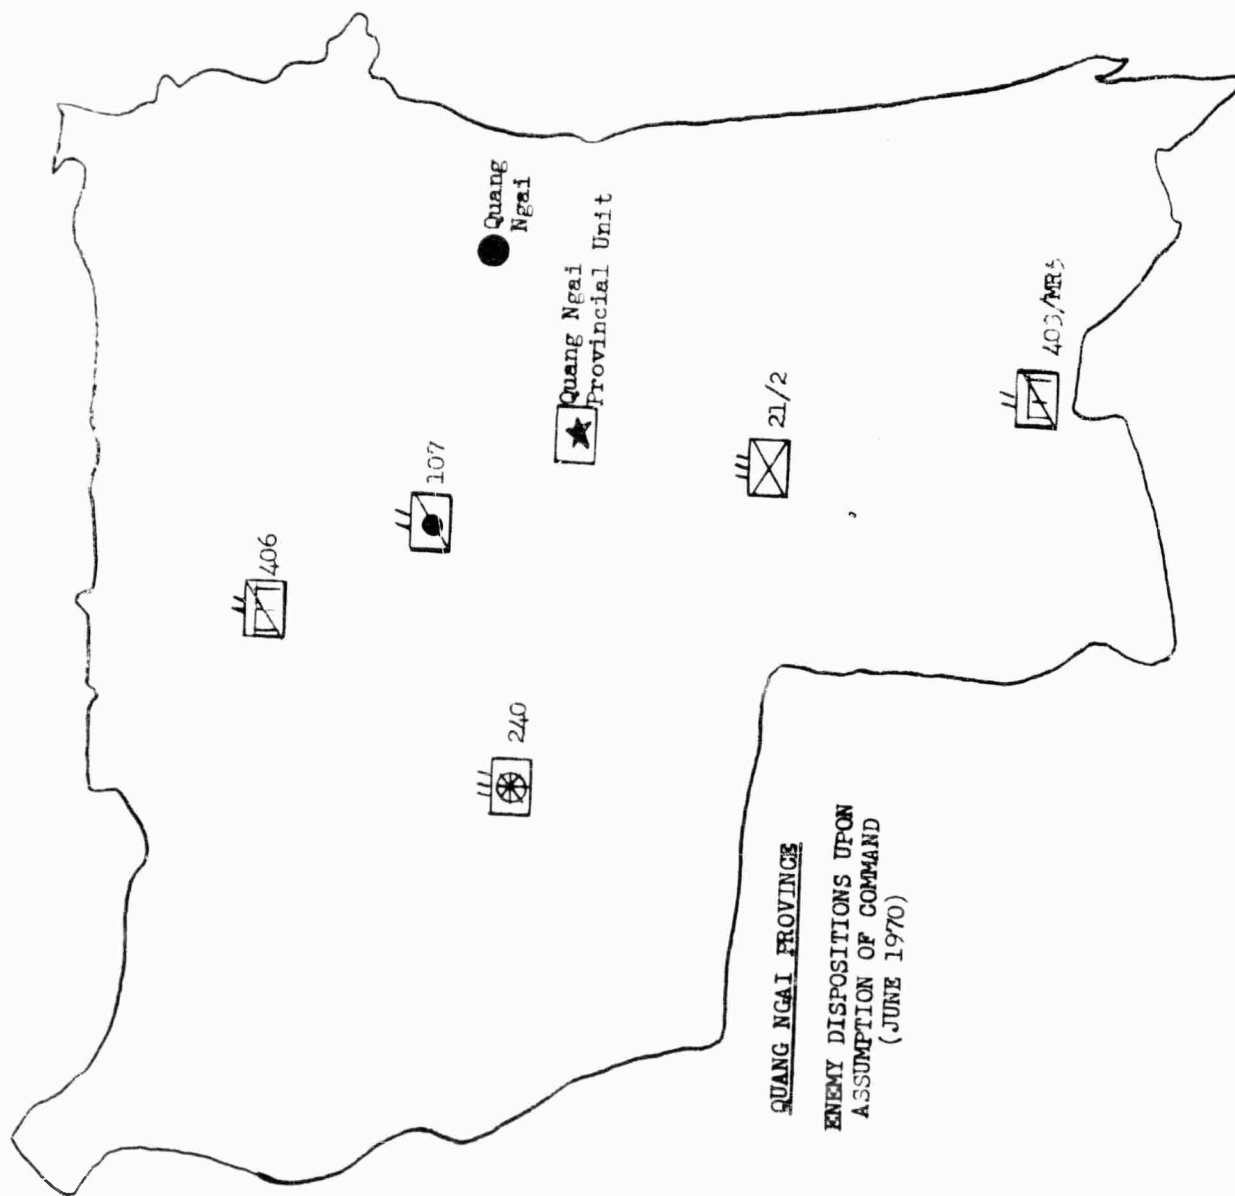 406
107
Quang
Ngai
240
Quang Ngai
Provincial Unit
21/2
403/MR5
QUANG NGAI PROVINCE
ENEMY DISPOSITIONS UPON
ASSUMPTION OF COMMAND
(JUNE 1970)